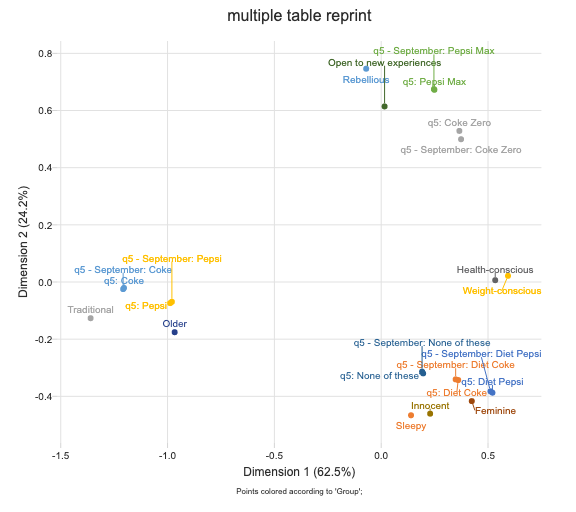 multiple table reprint
q5 - September: Pepsi Max
Open to new experiences
Rebellious
q5: Pepsi Max
q5: Coke Zero
q5 - September: Coke Zero
q5 - September: Pepsi
q5 - September: Coke
q5: Coke
q5: Pepsi
Traditional
Older
Health-conscious
Weight-conscious
q5 - September: None of these
q5 - September: Diet Pepsi
q5 - September: Diet Coke
q5: None of these
q5: Diet Pepsi
q5: Diet Coke
Innocent
Feminine
Sleepy
0.8
0.6
0.4
0.2
0.0
-0.2
-0.4
Dimension 2 (24.2%)
-1.5 -1.0 -0.5 0.0 0.5
Dimension 1 (62.5%)
Points colored according to 'Group';